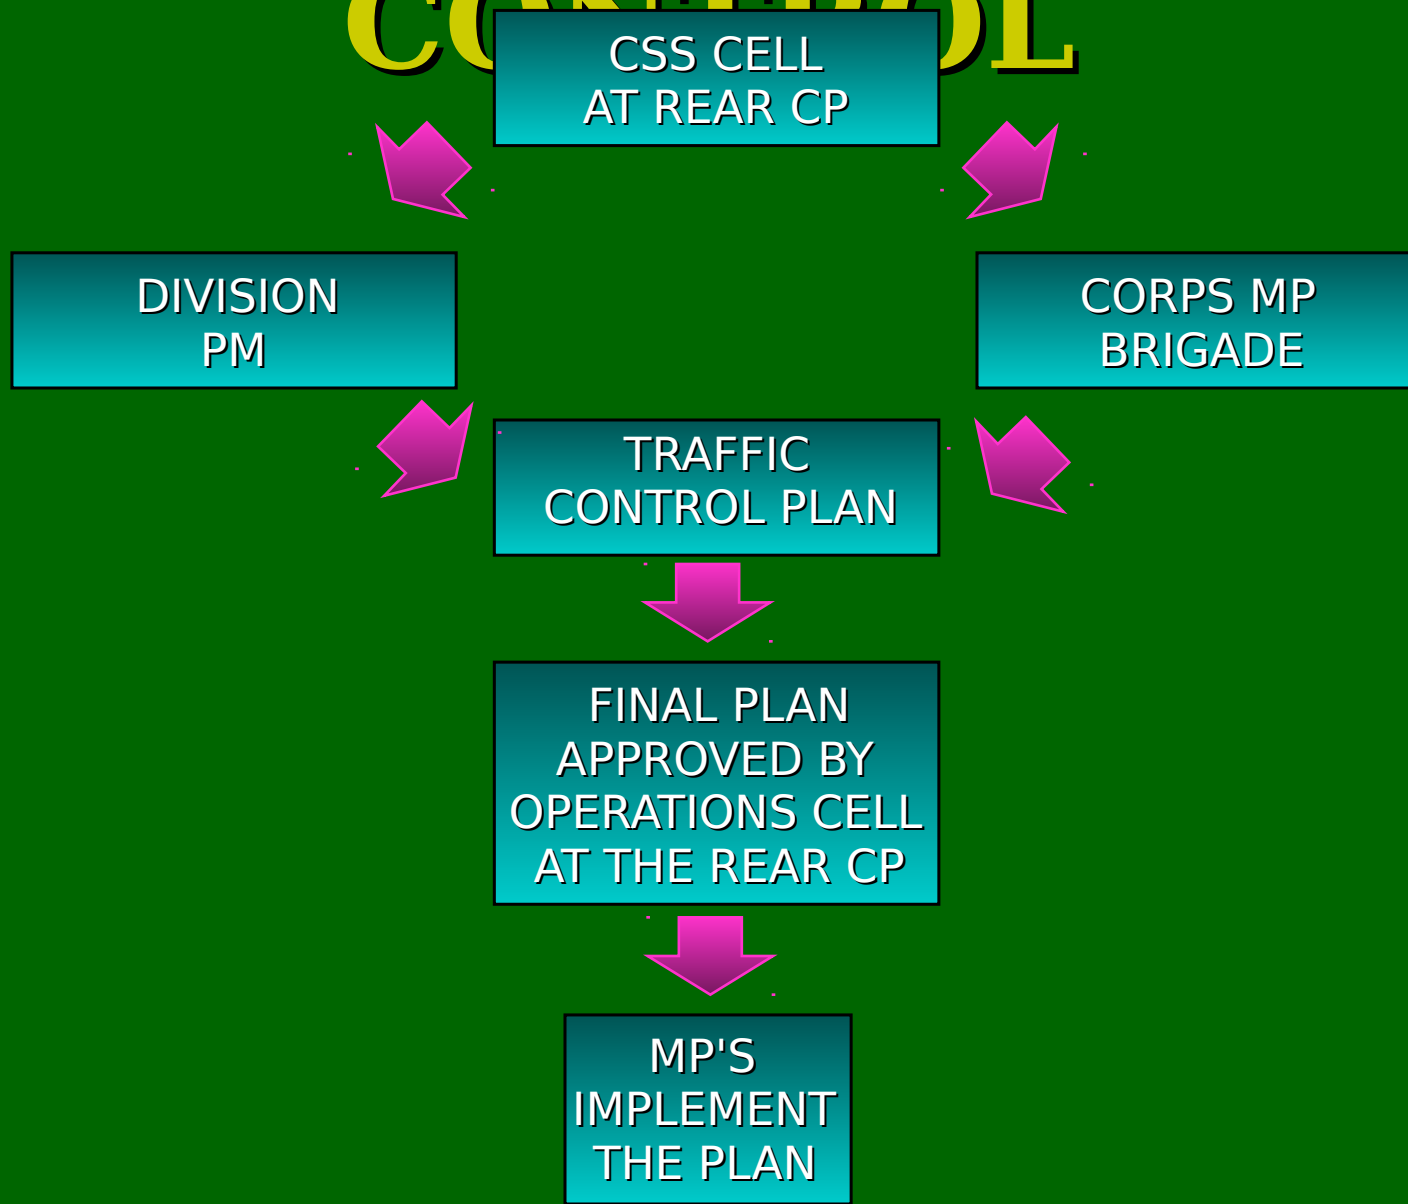 CONTROL
CSS CELL
AT REAR CP
DIVISION
PM
CORPS MP
BRIGADE
TRAFFIC
CONTROL PLAN
FINAL PLAN
APPROVED BY
OPERATIONS CELL
AT THE REAR CP
MP'S
IMPLEMENT
THE PLAN